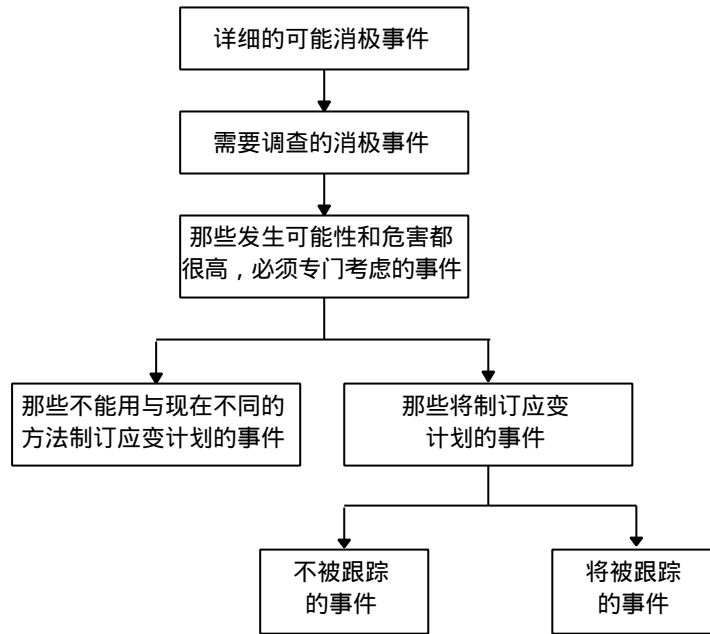 详细的可能消极事件
需要调查的消极事件
那些发生可能性和危害都
很高，必须专门考虑的事件
那些不能用与现在不同的
方法制订应变计划的事件
那些将制订应变
计划的事件
不被跟踪
的事件
将被跟踪
的事件